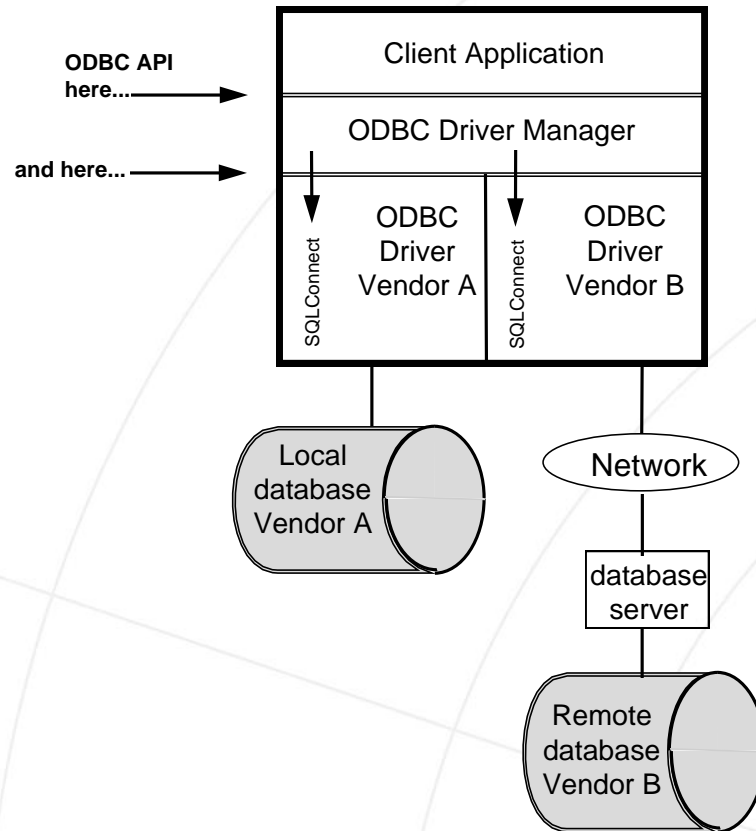 Client Application
ODBC API
here...
ODBC Driver Manager
and here...
SQLConnect
ODBC
Driver
Vendor A
SQLConnect
ODBC
Driver
Vendor B
Local
database
Vendor A
Network
database
server
Remote
database
Vendor B